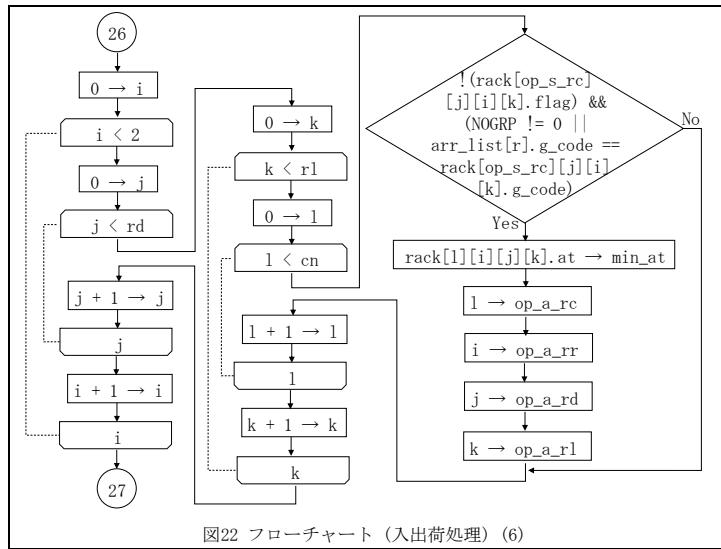 26
0 → i
i < 2
0 → j
j < rd
j + 1 → j
j
i + 1 → i
i
27
0 → k
k < rl
0 → l
l < cn
l + 1 → l
l
k + 1 → k
k
!(rack[op_s_rc]
[j][i][k].flag) &&
(NOGRP != 0 ||
arr_list[r].g_code ==
rack[op_s_rc][j][i]
[k].g_code)
No
Yes
rack[l][i][j][k].at → min_at
l → op_a_rc
i → op_a_rr
j → op_a_rd
k → op_a_rl
図22 フローチャート (入出荷処理) (6)